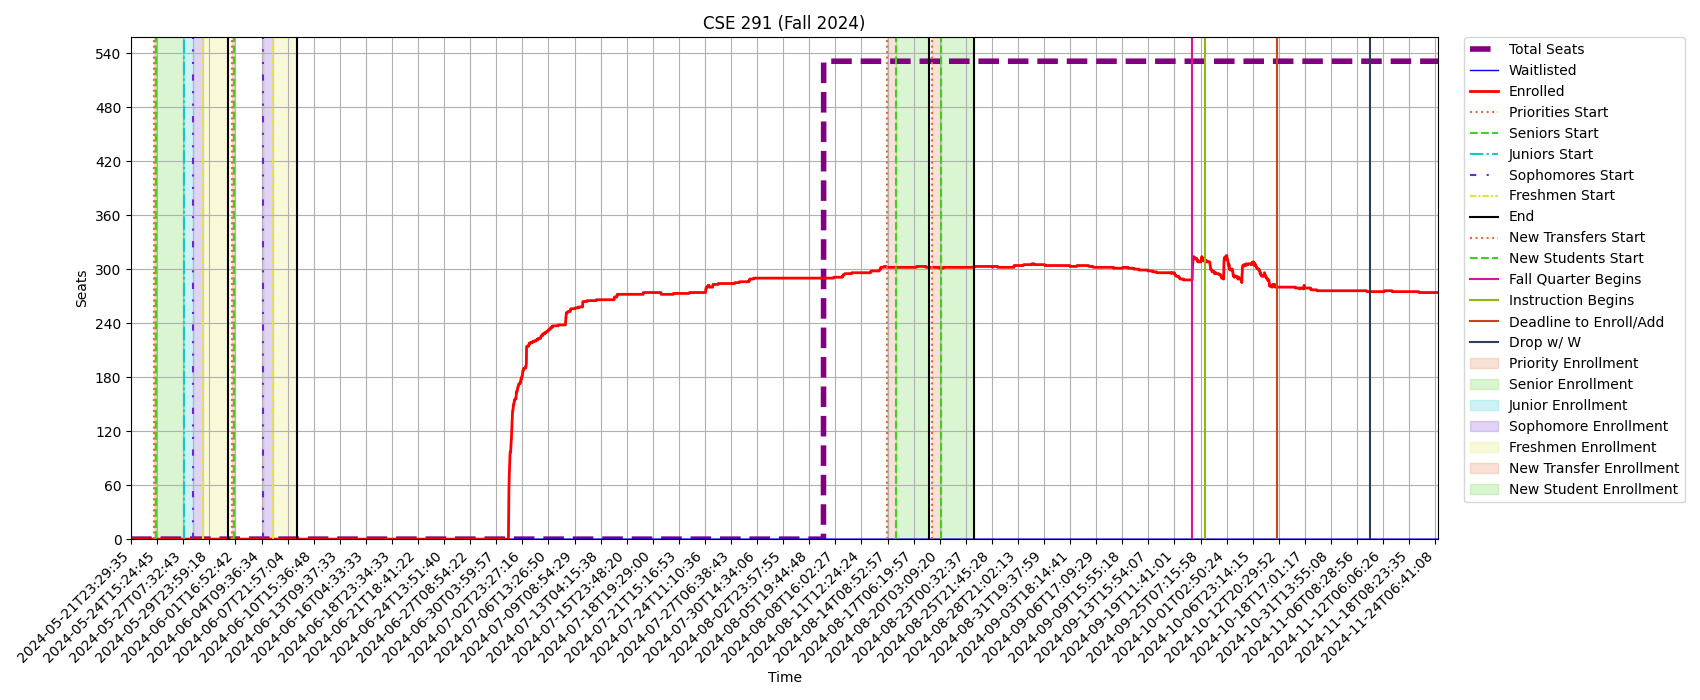 CSE 291 (Fall 2024)
Seats
540
480
420
360
300
240
180
120
60
0
2024-05-21T23:29:35
2024-05-24T15:24:45
2024-05-27T07:32:43
2024-05-29T23:59:18
2024-06-01T16:52:42
2024-06-04T09:36:34
2024-06-07T21:57:04
2024-06-10T15:36:48
2024-06-13T09:37:33
2024-06-16T04:33:33
2024-06-18T23:34:33
2024-06-21T18:41:22
2024-06-24T13:51:40
2024-06-27T08:54:22
2024-06-30T03:59:57
2024-07-02T23:27:16
2024-07-06T13:26:50
2024-07-09T08:54:29
2024-07-13T04:15:38
2024-07-15T23:48:20
2024-07-18T19:29:00
2024-07-21T15:16:53
2024-07-24T11:10:36
2024-07-27T06:38:43
2024-07-30T14:34:06
2024-08-02T23:57:55
2024-08-05T19:44:48
2024-08-08T16:02:27
2024-08-11T12:24:24
2024-08-14T08:52:57
2024-08-17T06:19:57
2024-08-20T03:09:20
2024-08-23T00:32:37
2024-08-25T21:45:28
2024-08-28T21:02:13
2024-08-31T19:37:59
2024-09-03T18:14:41
2024-09-06T17:09:29
2024-09-09T15:55:18
2024-09-13T15:54:07
2024-09-19T11:41:01
2024-09-25T07:15:58
2024-10-01T02:50:24
2024-10-06T23:14:15
2024-10-12T20:29:52
2024-10-18T17:01:17
2024-10-31T13:55:08
2024-11-06T08:28:56
2024-11-12T06:06:26
2024-11-18T08:23:35
2024-11-24T06:41:08
Time
Total Seats
Waitlisted
Enrolled
Priorities Start
Seniors Start
Juniors Start
Sophomores Start
Freshmen Start
End
New Transfers Start
New Students Start
Fall Quarter Begins
Instruction Begins
Deadline to Enroll/Add
Drop w/ W
Priority Enrollment
Senior Enrollment
Junior Enrollment
Sophomore Enrollment
Freshmen Enrollment
New Transfer Enrollment
New Student Enrollment